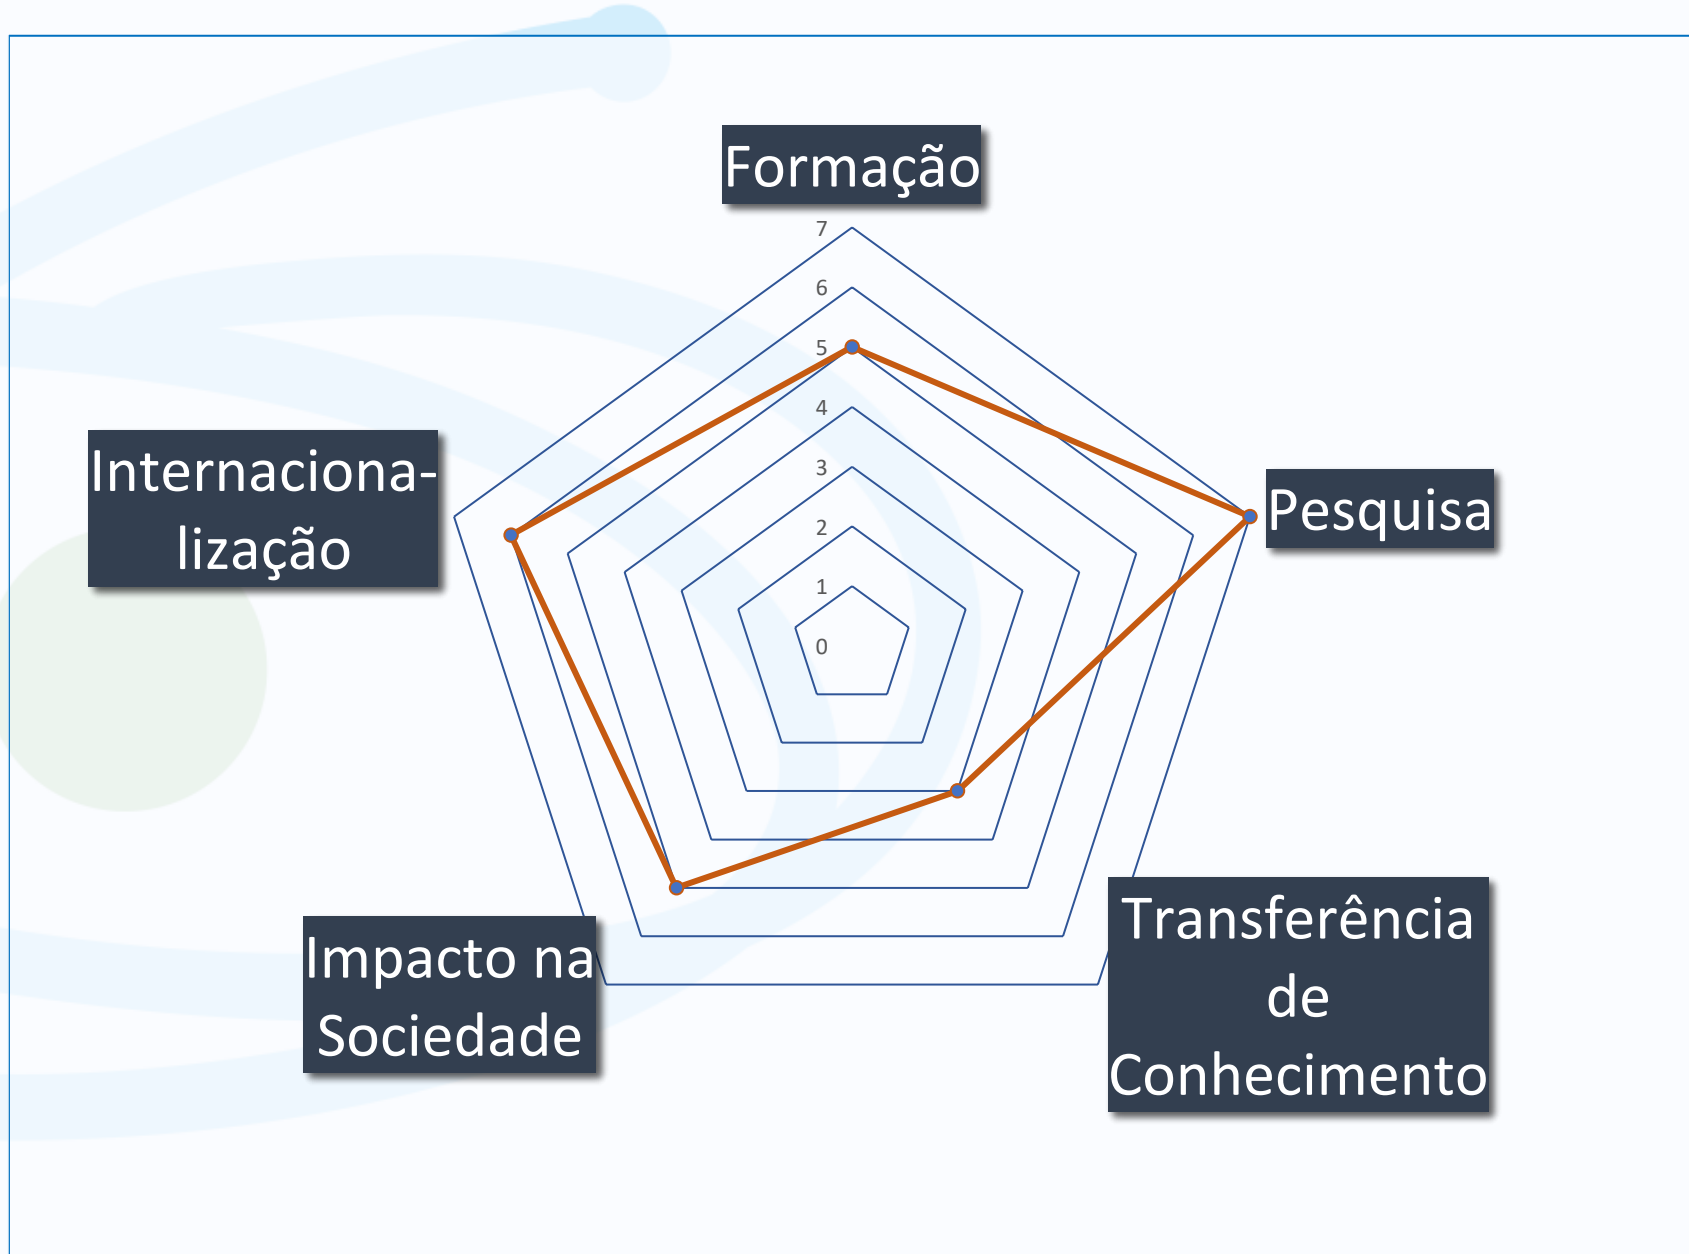 Formação
7
6
5
4
3
2
1
0
Pesquisa
Transferência
de
Conhecimento
Impacto na
Sociedade
Internaciona-
lização